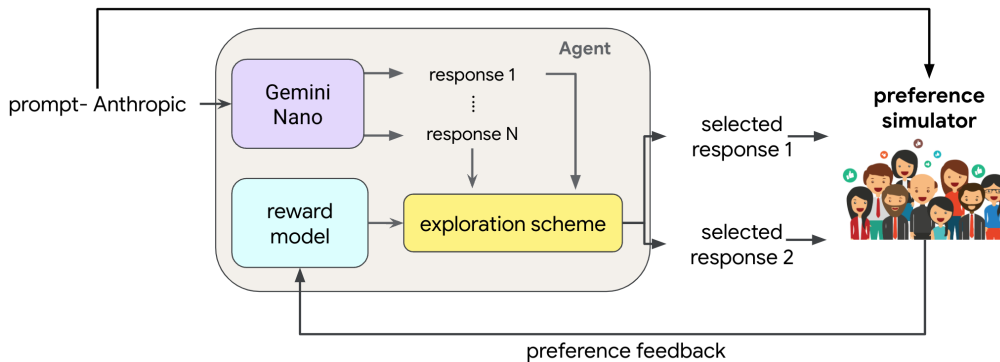 Agent
prompt- Anthropic
Gemini
Nano
response 1
response N
reward
model
exploration scheme
selected
response 1
selected
response 2
preference
simulator
preference feedback